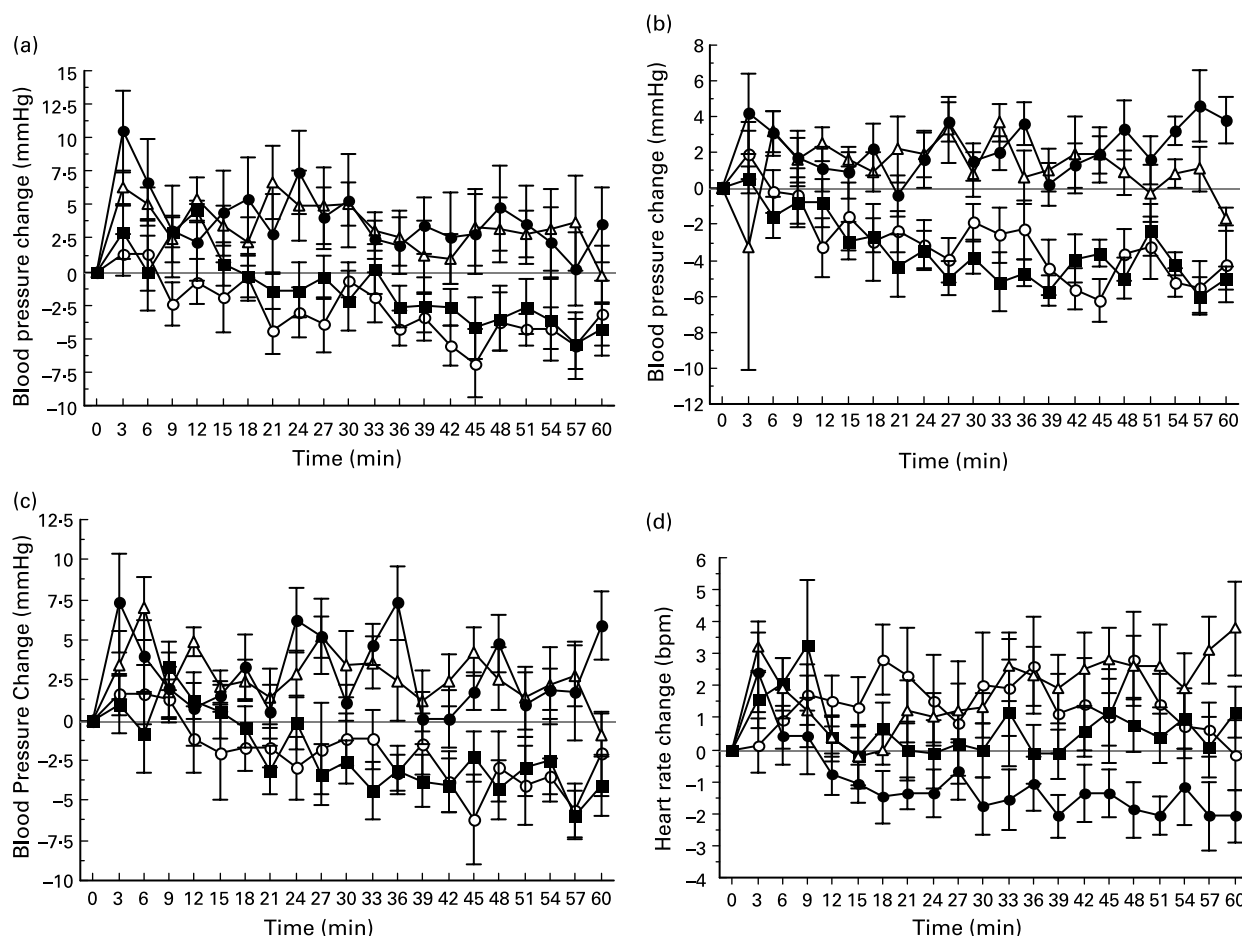 (a)
Blood pressure change (mmHg)
15
12·5
10
7·5
5
2·5
0
−2·5
−5
−7·5
−10
0 3 6 9 12 15 18 21 24 27 30 33 36 39 42 45 48 51 54 57 60
Time (min)
(b)
Blood pressure change (mmHg)
8
6
4
2
0
−2
−4
−6
−8
−10
−12
0 3 6 9 12 15 18 21 24 27 30 33 36 39 42 45 48 51 54 57 60
Time (min)
(c)
Blood Pressure Change (mmHg)
12·5
10
7·5
5
2·5
0
−2·5
−5
−7·5
−10
0 3 6 9 12 15 18 21 24 27 30 33 36 39 42 45 48 51 54 57 60
Time (min)
(d)
Heart rate change (bpm)
6
5
4
3
2
1
0
−1
−2
−3
−4
0 3 6 9 12 15 18 21 24 27 30 33 36 39 42 45 48 51 54 57 60
Time (min)